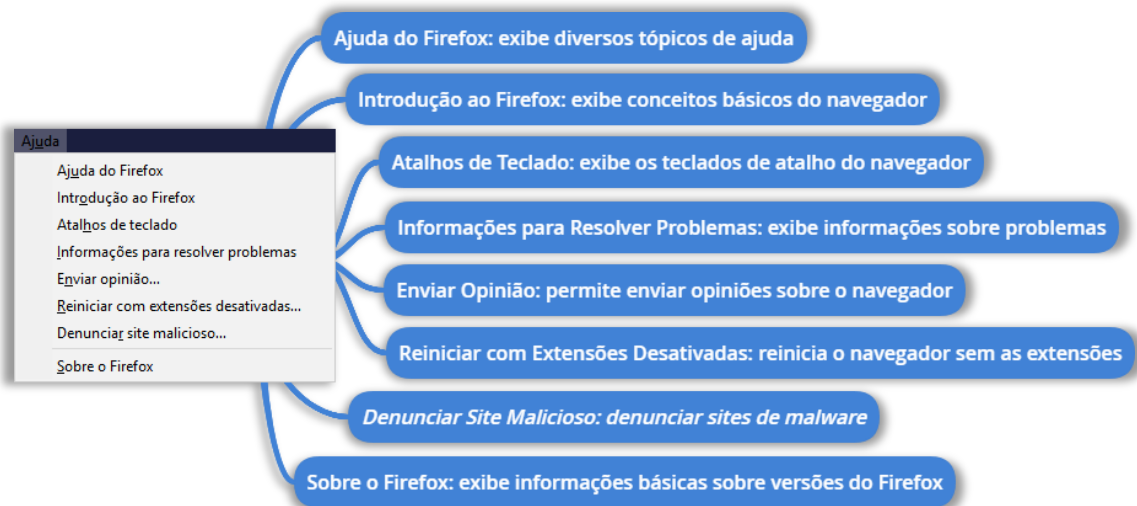 Ajuda
Ajuda do Firefox
Introdução ao Firefox
Atalhos de teclado
Informações para resolver problemas
Enviar opinião...
Reiniciar com extensões desativadas...
Denunciar site malicioso...
Sobre o Firefox
Ajuda do Firefox: exibe diversos tópicos de ajuda
Introdução ao Firefox: exibe conceitos básicos do navegador
Atalhos de Teclado: exibe os teclados de atalho do navegador
Informações para Resolver Problemas: exibe informações sobre problemas
Enviar Opinião: permite enviar opiniões sobre o navegador
Reiniciar com Extensões Desativadas: reinicia o navegador sem as extensões
Denunciar Site Malicioso: denunciar sites de malware
Sobre o Firefox: exibe informações básicas sobre versões do Firefox